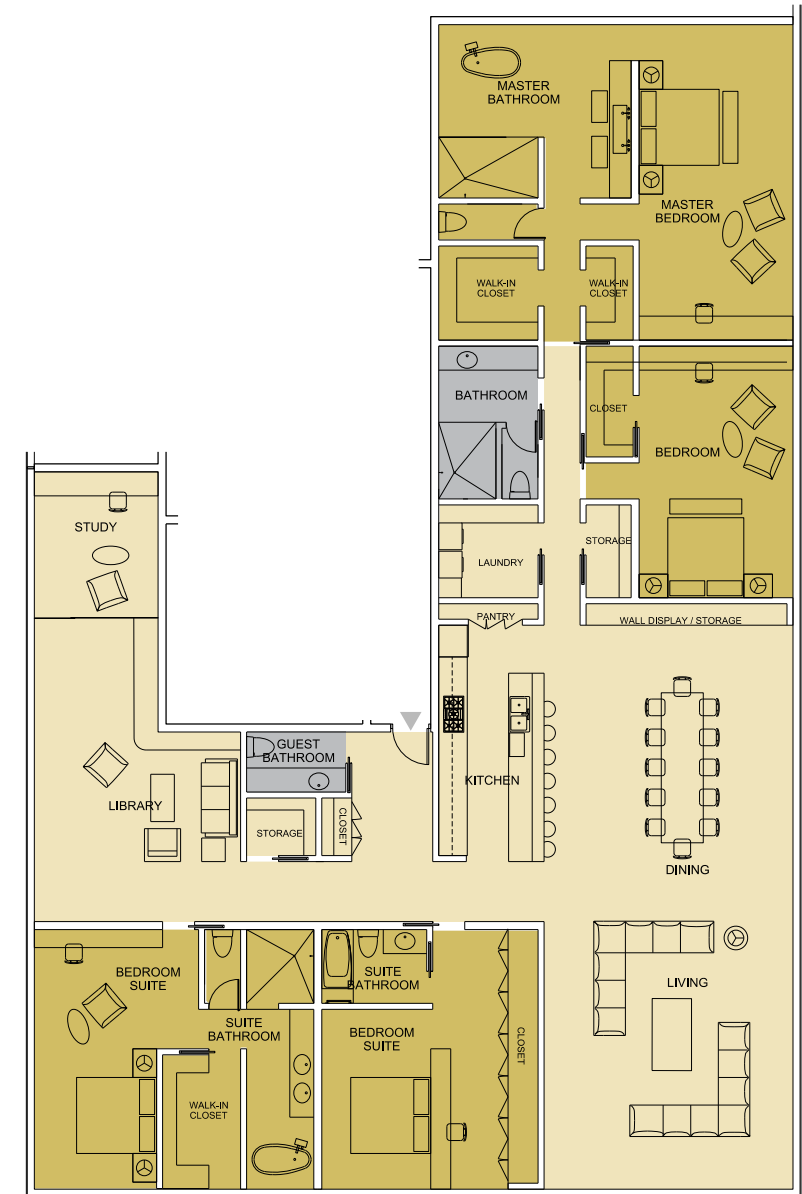 MASTER
BATHROOM
MASTER
BEDROOM
WALK-IN
CLOSET
WALK-IN
CLOSET
BATHROOM
CLOSET
BEDROOM
STUDY
LAUNDRY
STORAGE
PANTRY
WALL DISPLAY / STORAGE
GUEST
BATHROOM
KITCHEN
LIBRARY
STORAGE
CLOSET
DINING
BEDROOM
SUITE
SUITE
BATHROOM
LIVING
SUITE
BATHROOM
BEDROOM
SUITE
CLOSET
WALK-IN
CLOSET